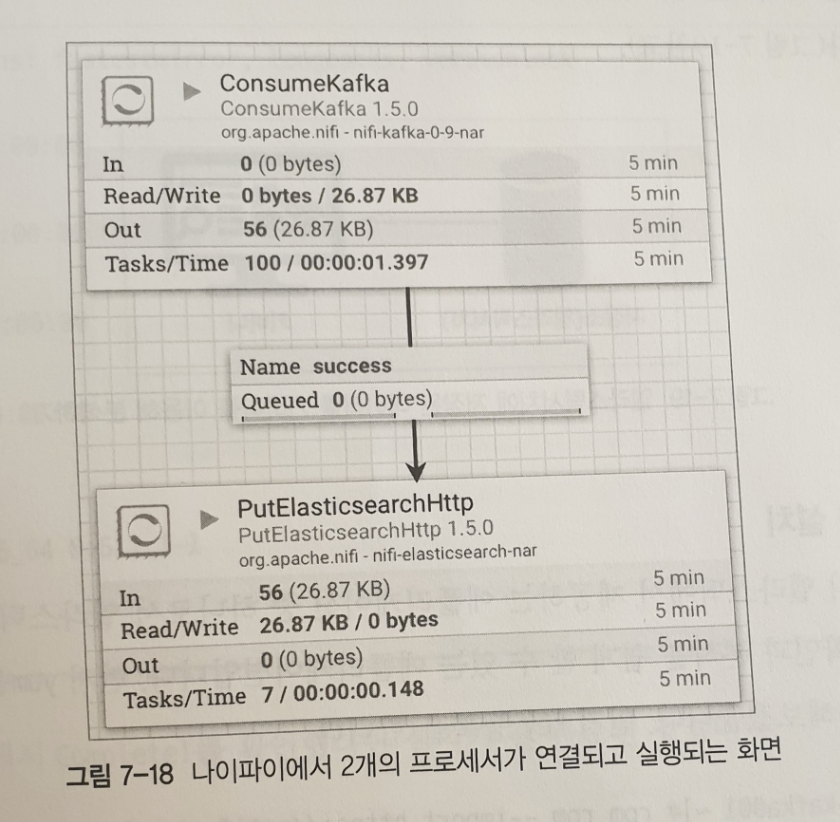 ConsumeKafka
ConsumeKafka 1.5.0
org.apache.nifi - nifi-kafka-0-9-nar
In 0 (0 bytes) 5 min
Read/Write 0 bytes / 26.87 KB 5 min
Out 56 (26.87 KB) 5 min
Tasks/Time 100 / 00:00:01.397 5 min
Name success
Queued 0 (0 bytes)
PutElasticsearchHttp
PutElasticsearchHttp 1.5.0
org.apache.nifi - nifi-elasticsearch-nar
In 56 (26.87 KB) 5 min
Read/Write 26.87 KB / 0 bytes 5 min
Out 0 (0 bytes) 5 min
Tasks/Time 7 / 00:00:00.148 5 min
그림 7-18 나이파이에서 2개의 프로세서가 연결되고 실행되는 화면